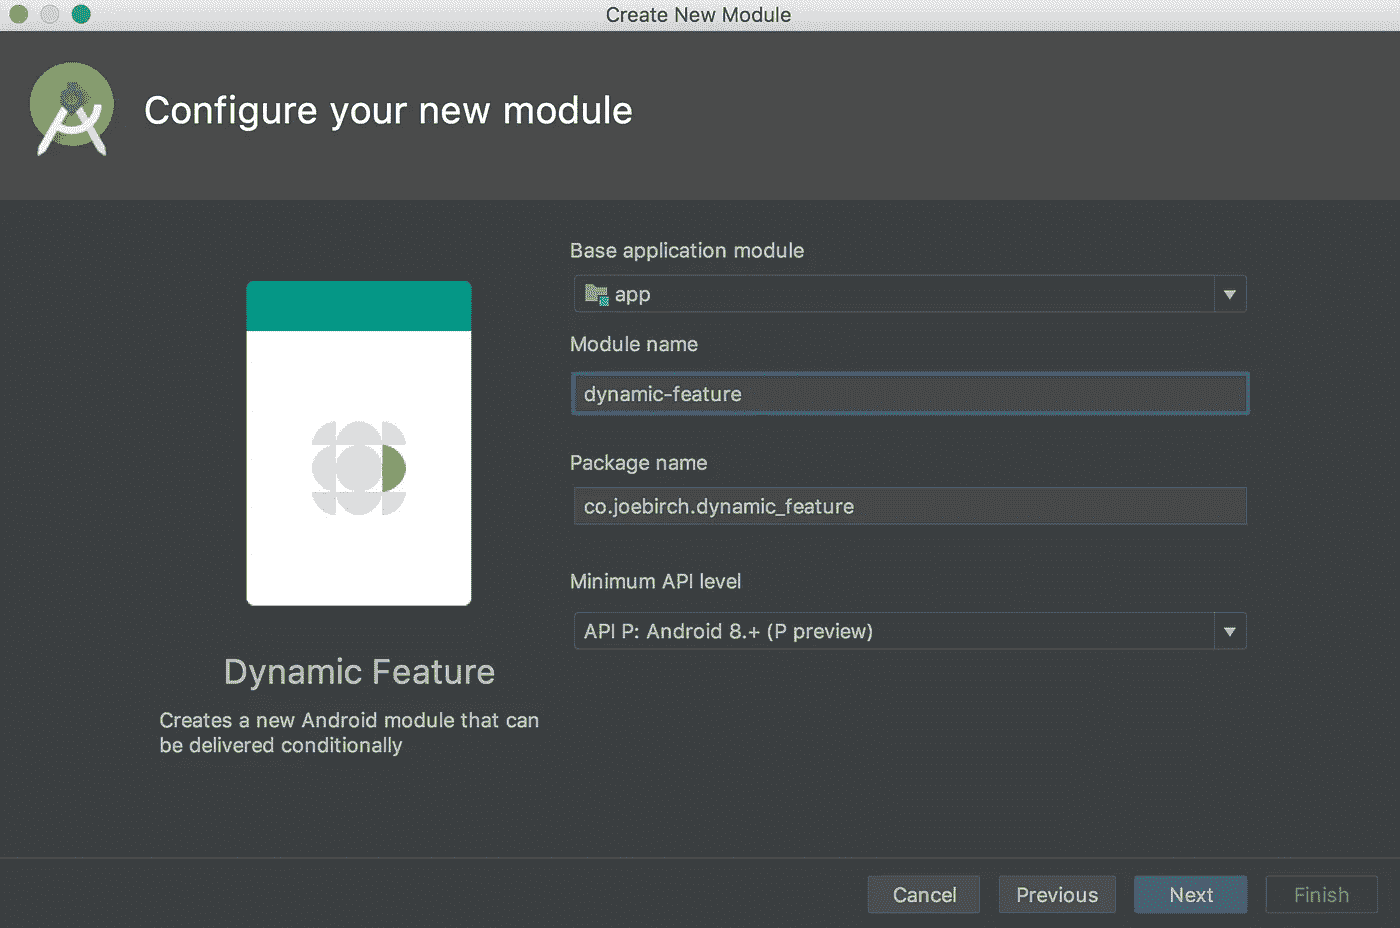 Create New Module
Configure your new module
Base application module
app
Module name
dynamic-feature
Package name
co.joebirch.dynamic_feature
Minimum API level
API P: Android 8.+ (P preview)
Dynamic Feature
Creates a new Android module that can
be delivered conditionally
Cancel
Previous
Next
Finish